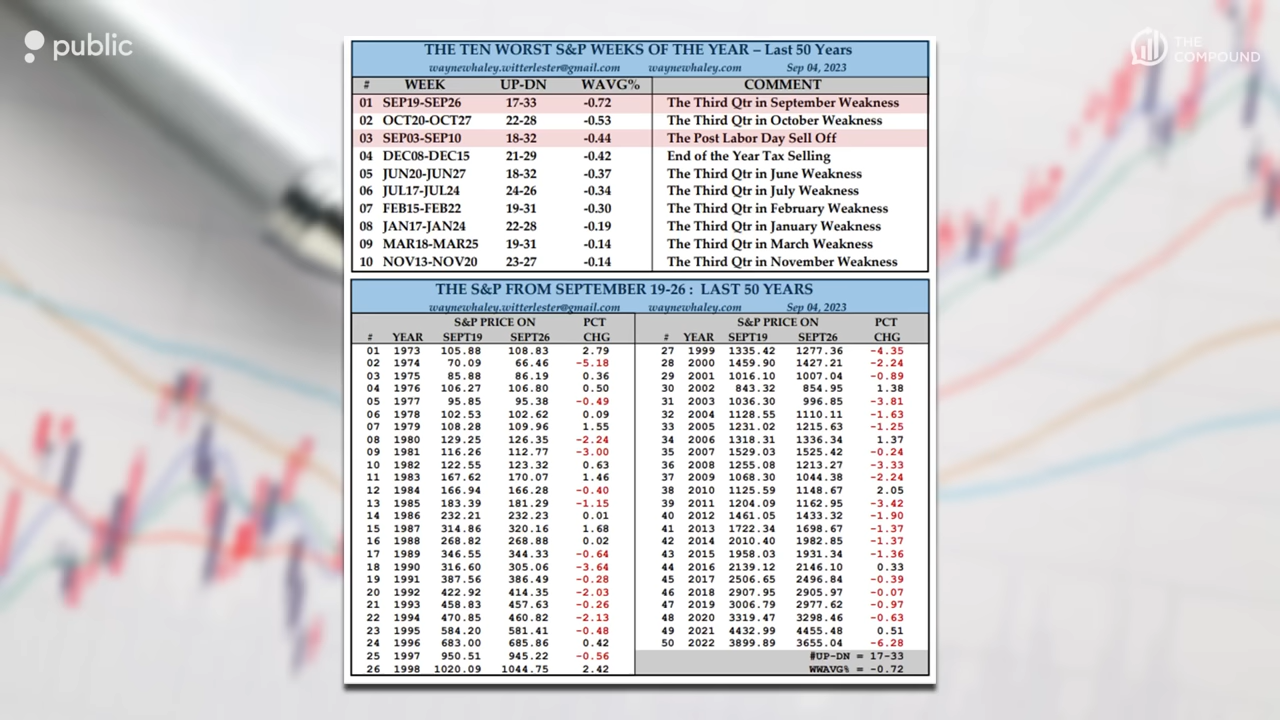 public
THE
COMPOUND
THE TEN WORST S&P WEEKS OF THE YEAR – Last 50 Years
waynewhaley.witterlester@gmail.com waynewhaley.com Sep 04, 2023
# WEEK UP-DN WAVG% COMMENT
01 SEP19-SEP26 17-33 -0.72 The Third Qtr in September Weakness
02 OCT20-OCT27 22-28 -0.53 The Third Qtr in October Weakness
03 SEP03-SEP10 18-32 -0.44 The Post Labor Day Sell Off
04 DEC08-DEC15 21-29 -0.42 End of the Year Tax Selling
05 JUN20-JUN27 18-32 -0.37 The Third Qtr in June Weakness
06 JUL17-JUL24 24-26 -0.34 The Third Qtr in July Weakness
07 FEB15-FEB22 19-31 -0.30 The Third Qtr in February Weakness
08 JAN17-JAN24 22-28 -0.19 The Third Qtr in January Weakness
09 MAR18-MAR25 19-31 -0.14 The Third Qtr in March Weakness
10 NOV13-NOV20 23-27 -0.14 The Third Qtr in November Weakness
THE S&P FROM SEPTEMBER 19-26 : LAST 50 YEARS
waynewhaley.witterlester@gmail.com waynewhaley.com Sep 04, 2023
S&P PRICE ON PCT S&P PRICE ON PCT
# YEAR SEPT19 SEPT26 CHG # YEAR SEPT19 SEPT26 CHG
01 1973 105.88 108.83 2.79 27 1999 1335.42 1277.36 -4.35
02 1974 70.09 66.46 -5.18 28 2000 1459.90 1427.21 -2.24
03 1975 85.88 86.19 0.36 29 2001 1016.10 1007.04 -0.89
04 1976 106.27 106.80 0.50 30 2002 843.32 854.95 1.38
05 1977 95.85 95.38 -0.49 31 2003 1036.30 996.85 -3.81
06 1978 102.53 102.62 0.09 32 2004 1128.55 1110.11 -1.63
07 1979 108.28 109.96 1.55 33 2005 1231.02 1215.63 -1.25
08 1980 129.25 126.35 -2.24 34 2006 1318.31 1336.34 1.37
09 1981 116.26 112.77 -3.00 35 2007 1529.03 1525.42 -0.24
10 1982 122.55 123.32 0.63 36 2008 1255.08 1213.27 -3.33
11 1983 167.62 170.07 1.46 37 2009 1068.30 1044.38 -2.24
12 1984 166.94 166.28 -0.40 38 2010 1125.59 1148.67 2.05
13 1985 183.39 181.29 -1.15 39 2011 1204.09 1162.95 -3.42
14 1986 232.21 232.23 0.01 40 2012 1461.05 1433.32 -1.90
15 1987 314.86 320.16 1.68 41 2013 1722.34 1698.67 -1.37
16 1988 268.82 268.88 0.02 42 2014 2010.40 1982.85 -1.37
17 1989 346.55 344.33 -0.64 43 2015 1958.03 1931.34 -1.36
18 1990 316.60 305.06 -3.64 44 2016 2139.12 2146.10 0.33
19 1991 387.56 386.49 -0.28 45 2017 2506.65 2496.84 -0.39
20 1992 422.92 414.35 -2.03 46 2018 2907.95 2905.97 -0.07
21 1993 458.83 457.63 -0.26 47 2019 3006.79 2977.62 -0.97
22 1994 470.85 460.82 -2.13 48 2020 3319.47 3298.46 -0.63
23 1995 584.20 581.41 -0.48 49 2021 4432.99 4455.48 0.51
24 1996 683.00 685.86 0.42 50 2022 3899.89 3655.04 -6.28
25 1997 950.51 945.22 -0.56 #UP-DN = 17-33
26 1998 1020.09 1044.75 2.42 WWAVG% = -0.72